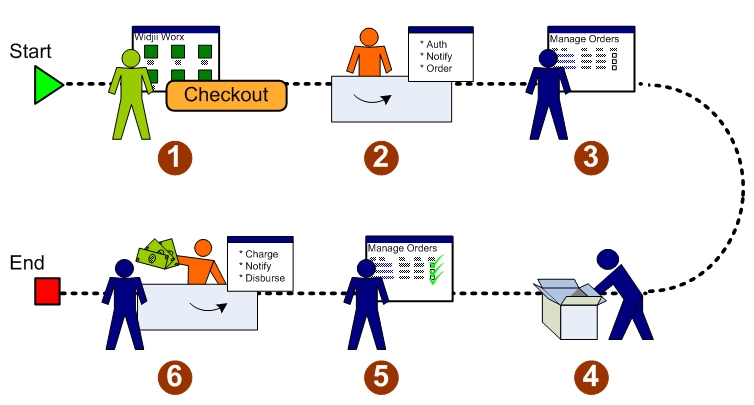 Start
Widjii Worx
Checkout
1
* Auth
* Notify
* Order
2
Manage Orders
3
End
* Charge
* Notify
* Disburse
6
Manage Orders
5
4